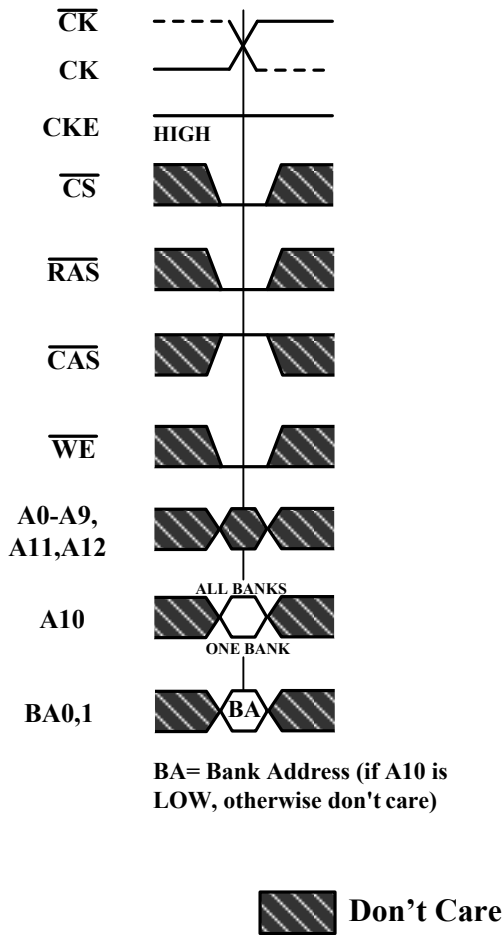 CK
CK
CKE
HIGH
CS
RAS
CAS
WE
A0-A9,
A11,A12
ALL BANKS
A10
ONE BANK
BA0,1
BA
BA= Bank Address (if A10 is
LOW, otherwise don't care)
Don't Care